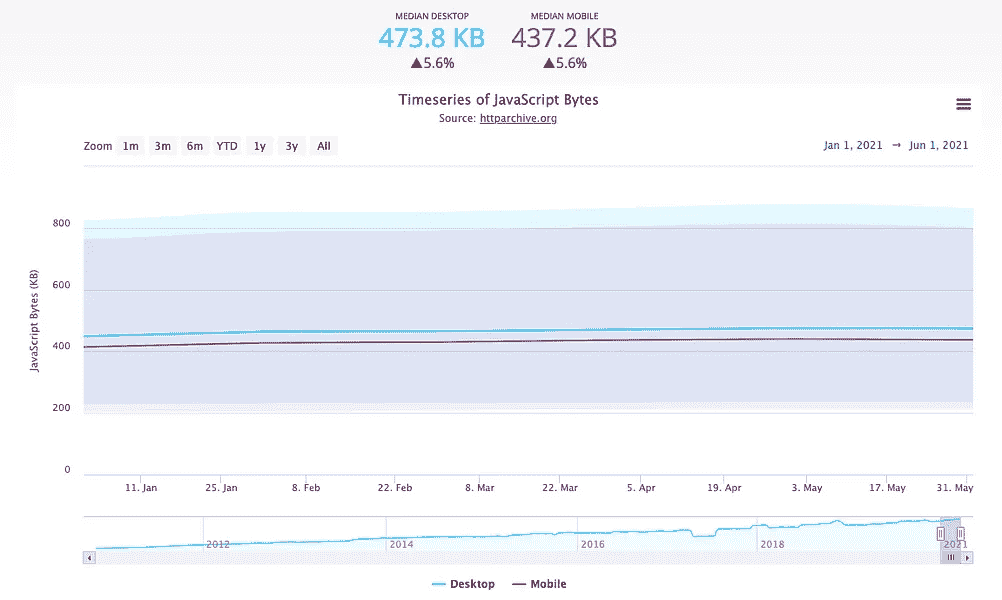 MEDIAN DESKTOP MEDIAN MOBILE
473.8 KB 437.2 KB
▲5.6% ▲5.6%
Timeseries of JavaScript Bytes
Source: httparchive.org
Zoom 1m 3m 6m YTD 1y 3y All Jan 1, 2021 → Jun 1, 2021
JavaScript Bytes (KB)
800
600
400
200
0
11. Jan 25. Jan 8. Feb 22. Feb 8. Mar 22. Mar 5. Apr 19. Apr 3. May 17. May 31. May
2012 2014 2016 2018 2021
Desktop Mobile